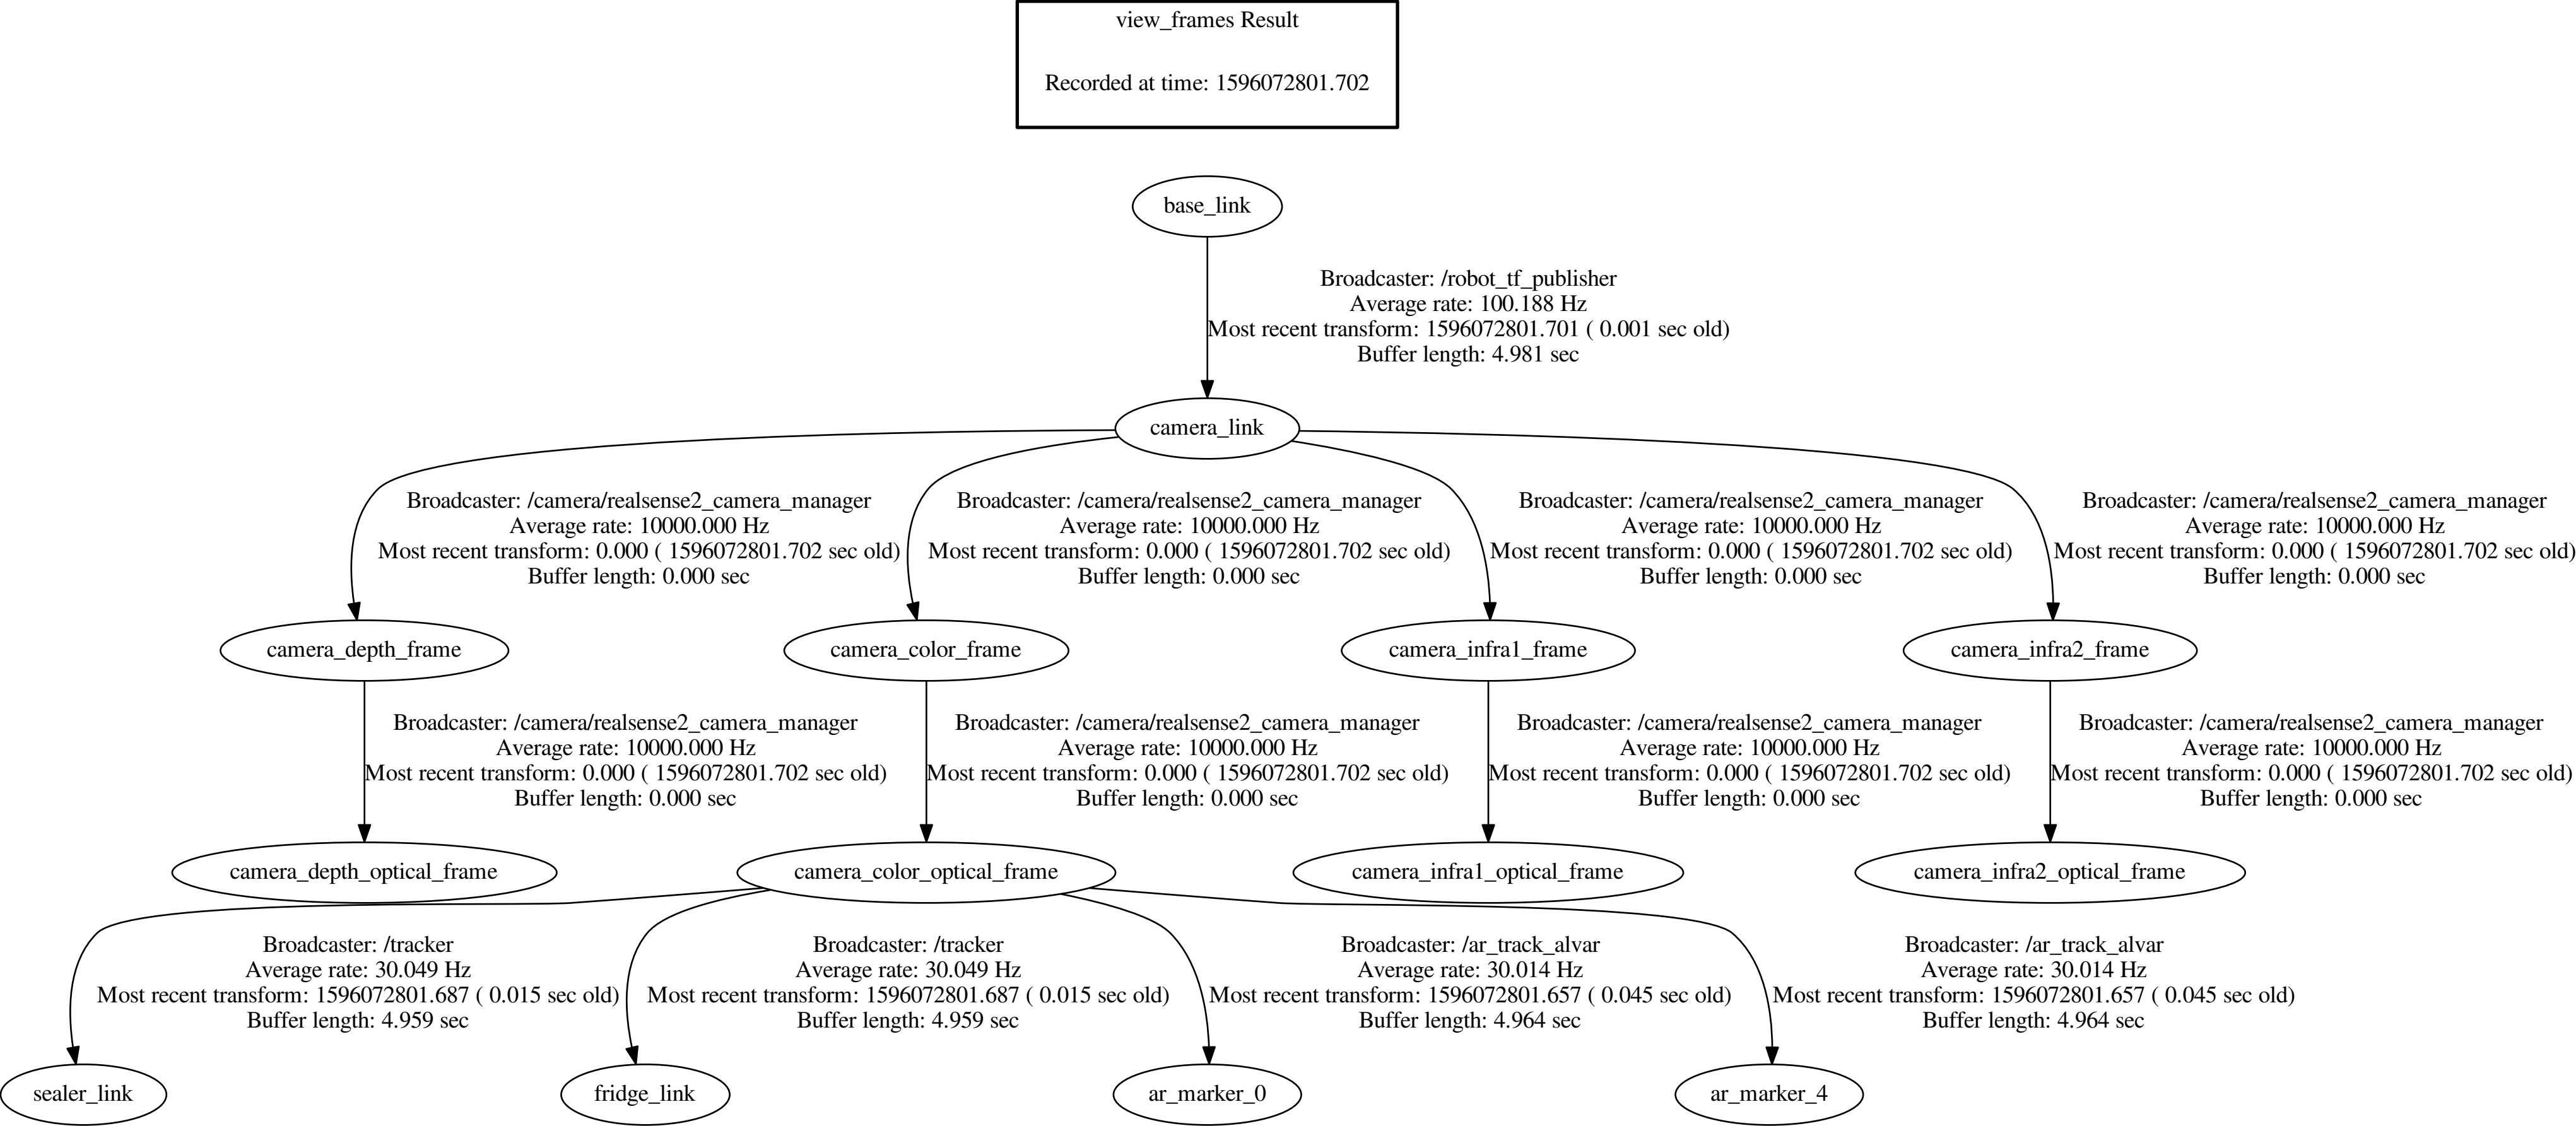 view_frames Result
Recorded at time: 1596072801.702
base_link
Broadcaster: /robot_tf_publisher
Average rate: 100.188 Hz
Most recent transform: 1596072801.701 ( 0.001 sec old)
Buffer length: 4.981 sec
camera_link
Broadcaster: /camera/realsense2_camera_manager
Average rate: 10000.000 Hz
Most recent transform: 0.000 ( 1596072801.702 sec old)
Buffer length: 0.000 sec
Broadcaster: /camera/realsense2_camera_manager
Average rate: 10000.000 Hz
Most recent transform: 0.000 ( 1596072801.702 sec old)
Buffer length: 0.000 sec
Broadcaster: /camera/realsense2_camera_manager
Average rate: 10000.000 Hz
Most recent transform: 0.000 ( 1596072801.702 sec old)
Buffer length: 0.000 sec
Broadcaster: /camera/realsense2_camera_manager
Average rate: 10000.000 Hz
Most recent transform: 0.000 ( 1596072801.702 sec old)
Buffer length: 0.000 sec
camera_depth_frame
camera_color_frame
camera_infra1_frame
camera_infra2_frame
Broadcaster: /camera/realsense2_camera_manager
Average rate: 10000.000 Hz
Most recent transform: 0.000 ( 1596072801.702 sec old)
Buffer length: 0.000 sec
Broadcaster: /camera/realsense2_camera_manager
Average rate: 10000.000 Hz
Most recent transform: 0.000 ( 1596072801.702 sec old)
Buffer length: 0.000 sec
Broadcaster: /camera/realsense2_camera_manager
Average rate: 10000.000 Hz
Most recent transform: 0.000 ( 1596072801.702 sec old)
Buffer length: 0.000 sec
Broadcaster: /camera/realsense2_camera_manager
Average rate: 10000.000 Hz
Most recent transform: 0.000 ( 1596072801.702 sec old)
Buffer length: 0.000 sec
camera_depth_optical_frame
camera_color_optical_frame
camera_infra1_optical_frame
camera_infra2_optical_frame
Broadcaster: /tracker
Average rate: 30.049 Hz
Most recent transform: 1596072801.687 ( 0.015 sec old)
Buffer length: 4.959 sec
Broadcaster: /tracker
Average rate: 30.049 Hz
Most recent transform: 1596072801.687 ( 0.015 sec old)
Buffer length: 4.959 sec
Broadcaster: /ar_track_alvar
Average rate: 30.014 Hz
Most recent transform: 1596072801.657 ( 0.045 sec old)
Buffer length: 4.964 sec
Broadcaster: /ar_track_alvar
Average rate: 30.014 Hz
Most recent transform: 1596072801.657 ( 0.045 sec old)
Buffer length: 4.964 sec
sealer_link
fridge_link
ar_marker_0
ar_marker_4